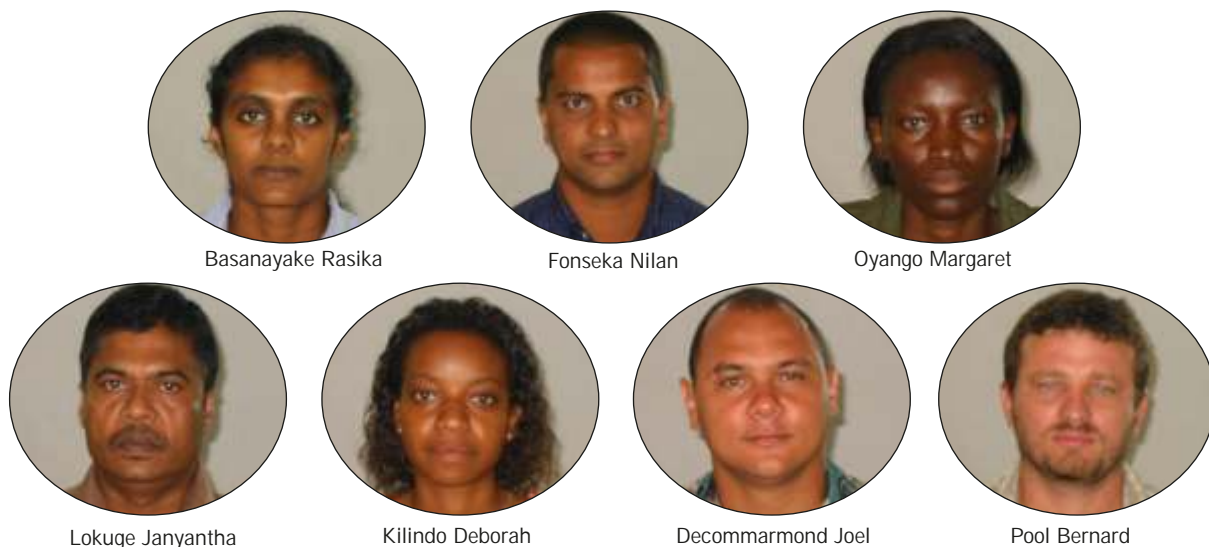 Basanayake Rasika
Fonseka Nilan
Oyango Margaret
Lokuge Janyantha
Kilindo Deborah
Decommarmond Joel
Pool Bernard